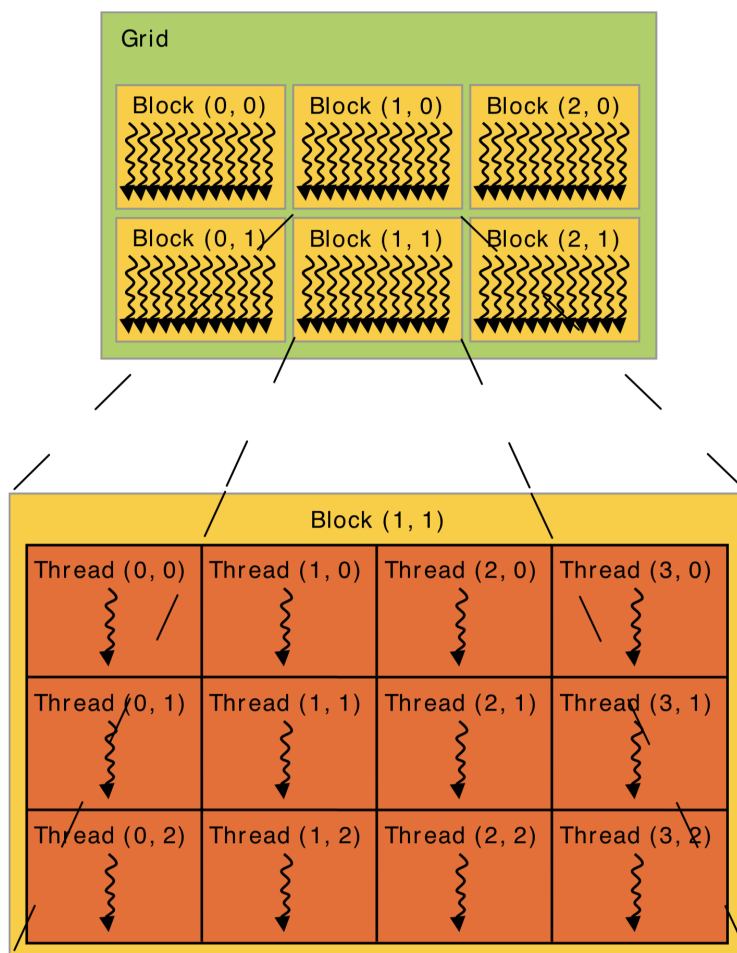 Grid
Block (0, 0) Block (1, 0) Block (2, 0)
Block (0, 1) Block (1, 1) Block (2, 1)
Block (1, 1)
Thread (0, 0) Thread (1, 0) Thread (2, 0) Thread (3, 0)
Thread (0, 1) Thread (1, 1) Thread (2, 1) Thread (3, 1)
Thread (0, 2) Thread (1, 2) Thread (2, 2) Thread (3, 2)